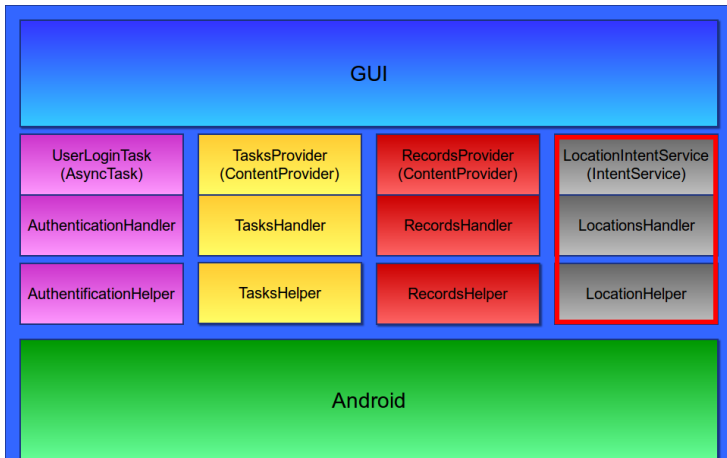 GUI
UserLoginTask
(AsyncTask)
TasksProvider
(ContentProvider)
RecordsProvider
(ContentProvider)
LocationIntentService
(IntentService)
AuthenticationHandler
TasksHandler
RecordsHandler
LocationsHandler
AuthentificationHelper
TasksHelper
RecordsHelper
LocationHelper
Android